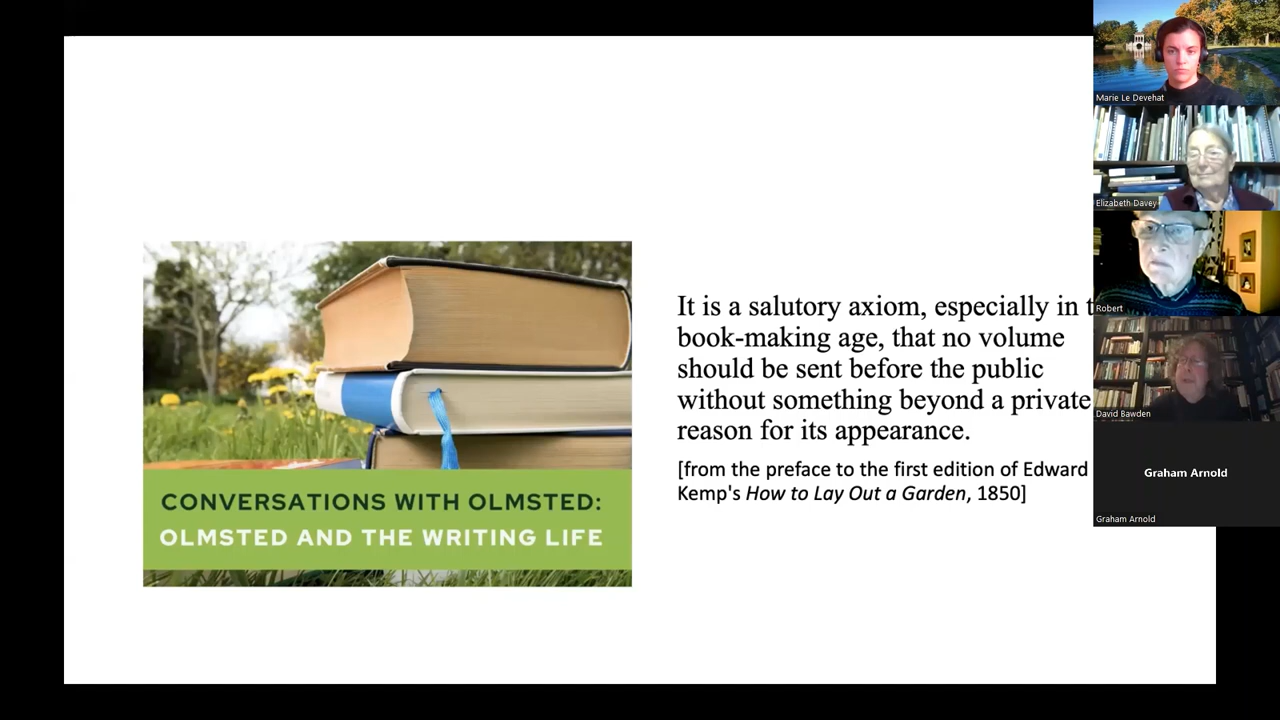 CONVERSATIONS WITH OLMSTED:
OLMSTED AND THE WRITING LIFE
It is a salutory axiom, especially in t
book-making age, that no volume
should be sent before the public
without something beyond a private
reason for its appearance.
[from the preface to the first edition of Edward
Kemp's How to Lay Out a Garden, 1850]
Marie Le Devehat
Elizabeth Davey
Robert
David Bawden
Graham Arnold
Graham Arnold